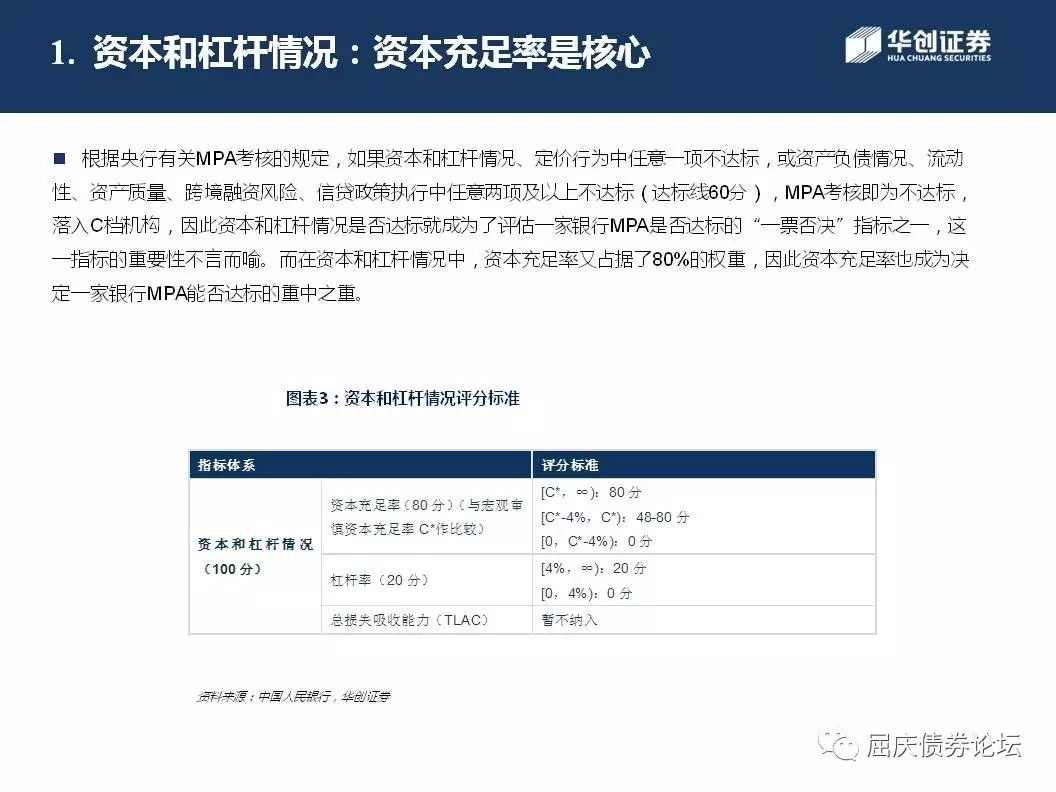 1. 资本和杠杆情况：资本充足率是核心
华创证券
HUA CHUANG SECURITIES
■ 根据央行有关MPA考核的规定，如果资本和杠杆情况、定价行为中任意一项不达标，或资产负债情况、流动
性、资产质量、跨境融资风险、信贷政策执行中任意两项及以上不达标（达标线60分），MPA考核即为不达标，
落入C档机构，因此资本和杠杆情况是否达标就成为了评估一家银行MPA是否达标的“一票否决”指标之一，这
一指标的重要性不言而喻。而在资本和杠杆情况中，资本充足率又占据了80%的权重，因此资本充足率也成为决
定一家银行MPA能否达标的重中之重。
图表3：资本和杠杆情况评分标准
指标体系 评分标准
资本和杠杆情况
（100 分）
资本充足率（80 分）（与宏观审
慎资本充足率 C*作比较）
[C*，∞)：80 分
[C*-4%，C*)：48-80 分
[0，C*-4%)：0 分
杠杆率（20 分）
[4%，∞)：20 分
[0，4%)：0 分
总损失吸收能力（TLAC） 暂不纳入
资料来源：中国人民银行，华创证券
屈庆债券论坛